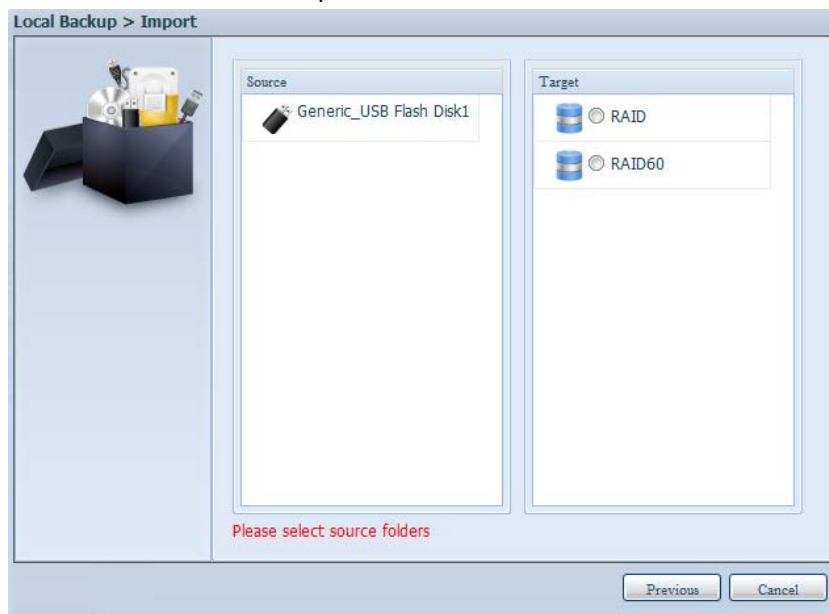 Local Backup > Import
Source
Generic_USB Flash Disk1
Target
RAID
RAID60
Please select source folders
Previous
Cancel